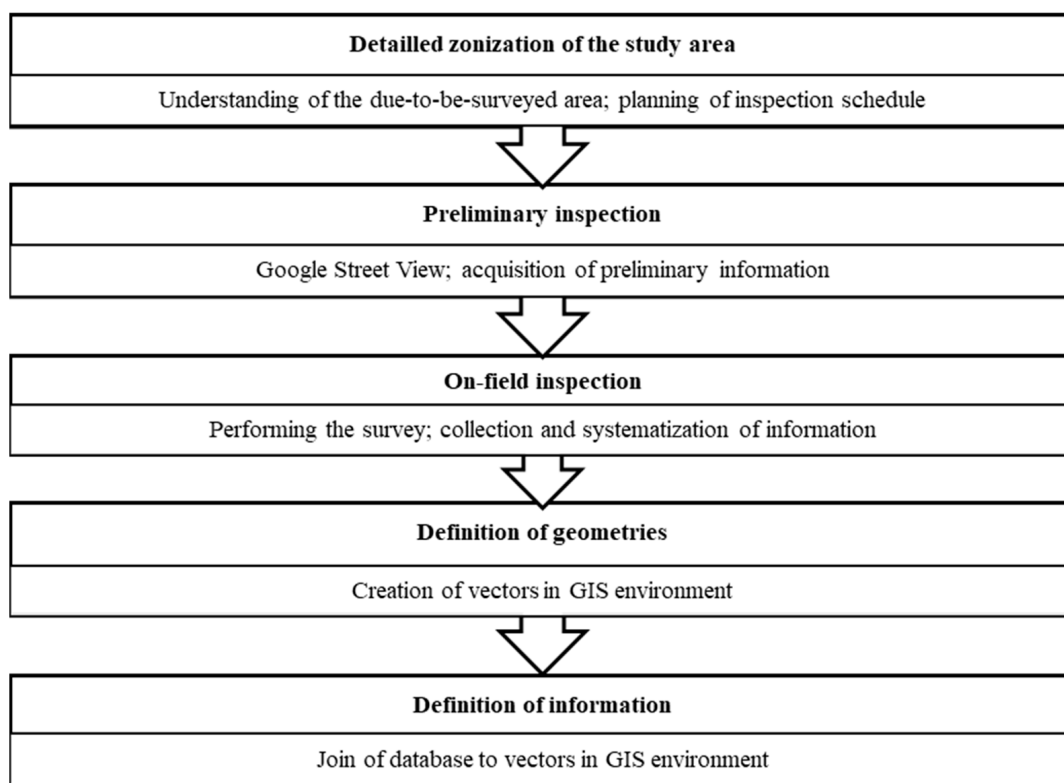 Detailled zonization of the study area
Understanding of the due-to-be-surveyed area; planning of inspection schedule
Preliminary inspection
Google Street View; acquisition of preliminary information
On-field inspection
Performing the survey; collection and systematization of information
Definition of geometries
Creation of vectors in GIS environment
Definition of information
Join of database to vectors in GIS environment